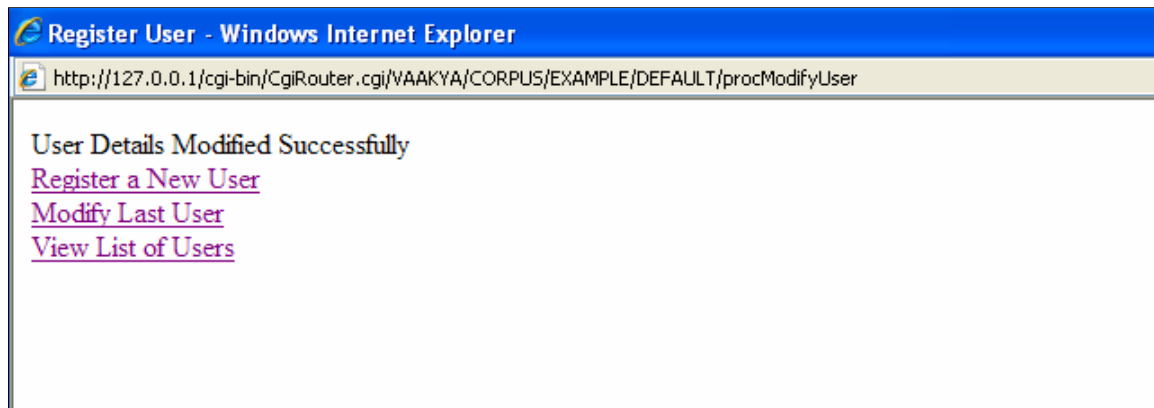 Register User - Windows Internet Explorer
http://127.0.0.1/cgi-bin/CgiRouter.cgi/VAAKYA/CORPUS/EXAMPLE/DEFAULT/procModifyUser
User Details Modified Successfully
Register a New User
Modify Last User
View List of Users